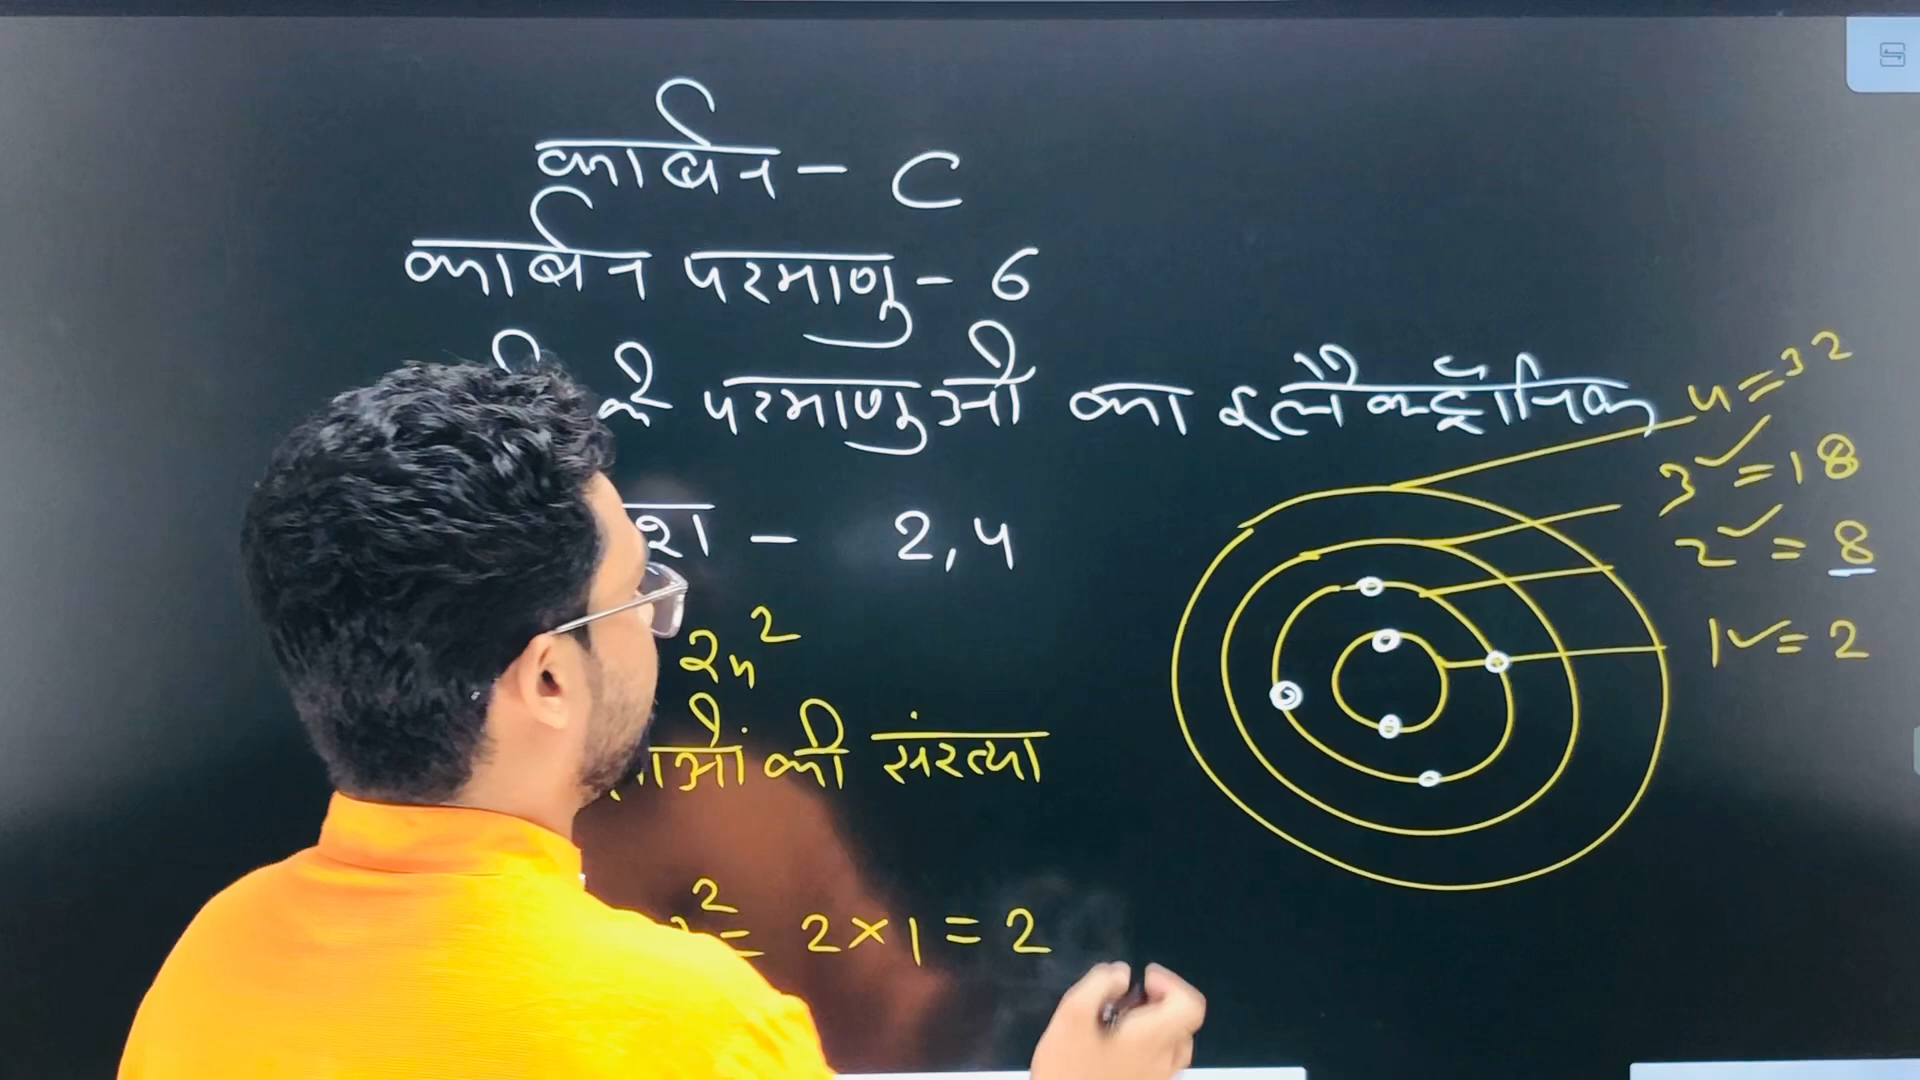 कार्बन - C
कार्बन परमाणु - 6
के परमाणुओ का इलैक्ट्रॉनिक
- 2,4
2n²
की संख्या
2 = 2×1 = 2
4 = 32
3✓ = 18
2✓ = 8
1✓ = 2